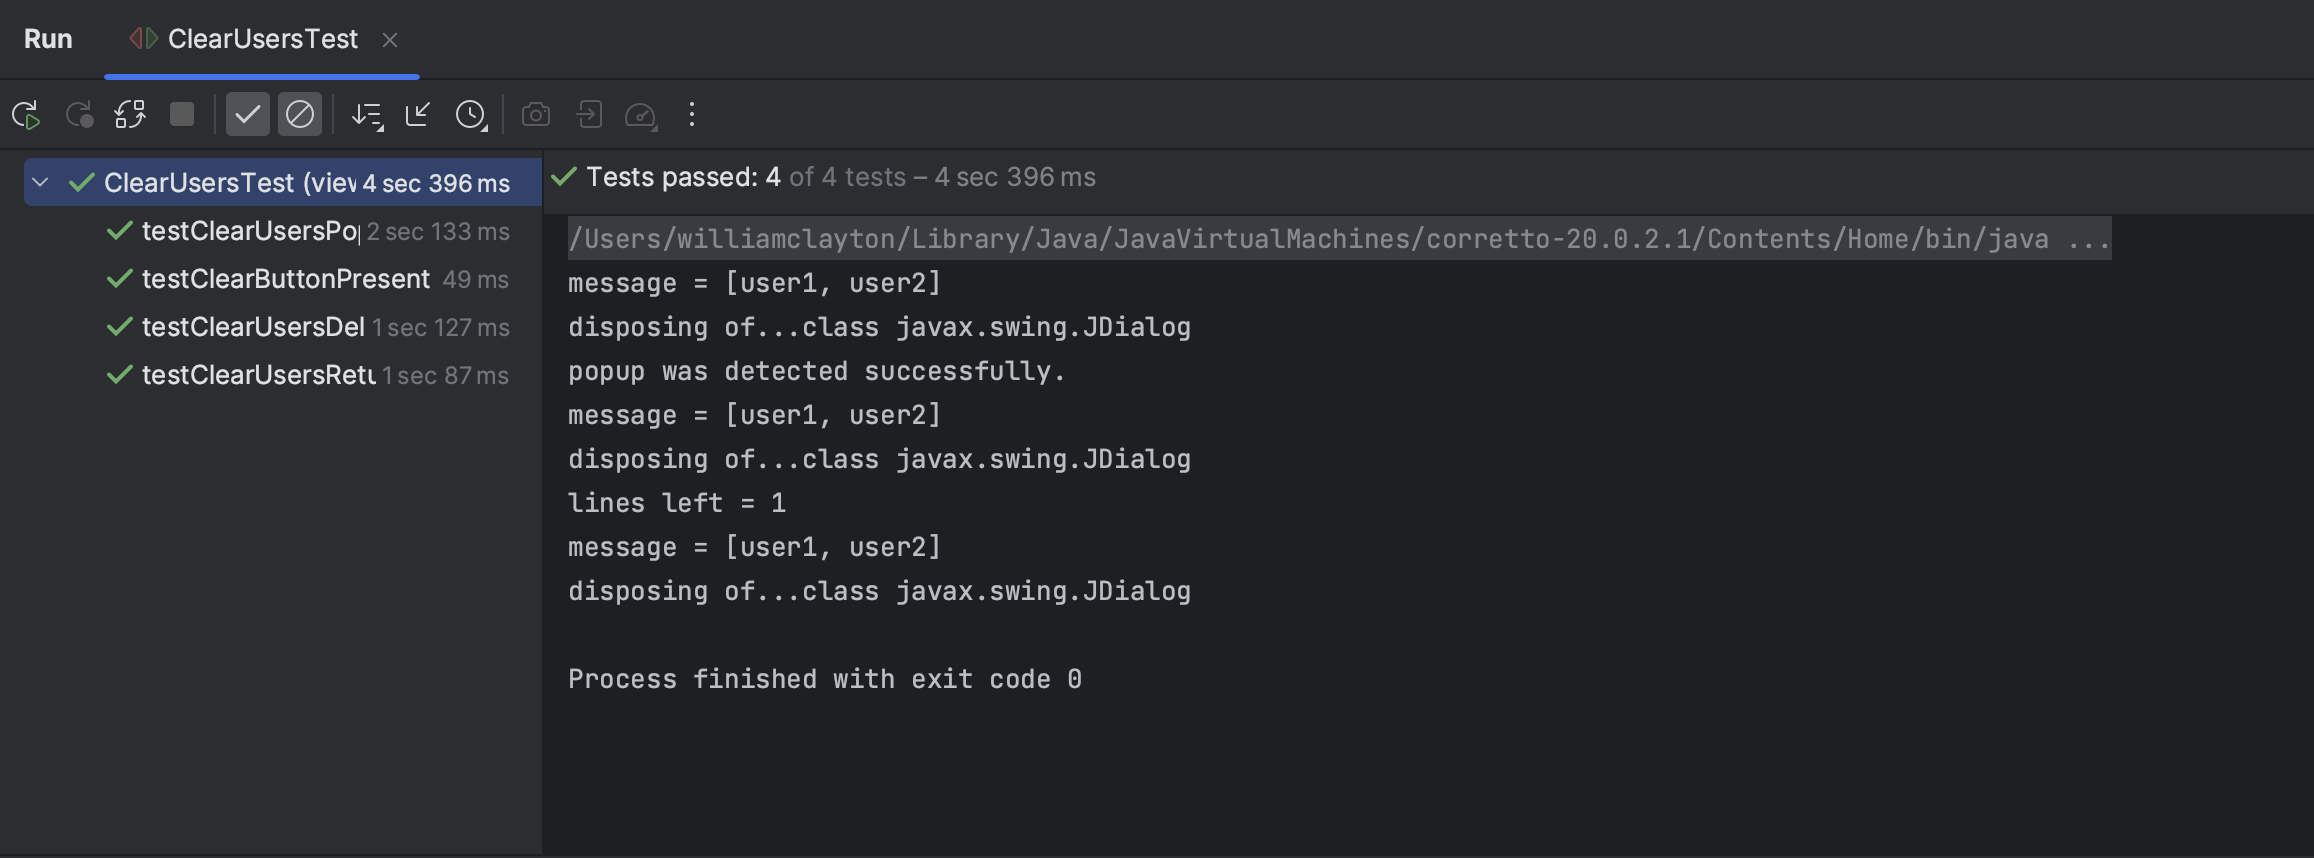 Run ClearUsersTest
ClearUsersTest (view 4 sec 396 ms
testClearUsersPop 2 sec 133 ms
testClearButtonPresent 49 ms
testClearUsersDel 1 sec 127 ms
testClearUsersRetu 1 sec 87 ms
Tests passed: 4 of 4 tests – 4 sec 396 ms
/Users/williamclayton/Library/Java/JavaVirtualMachines/corretto-20.0.2.1/Contents/Home/bin/java ...
message = [user1, user2]
disposing of...class javax.swing.JDialog
popup was detected successfully.
message = [user1, user2]
disposing of...class javax.swing.JDialog
lines left = 1
message = [user1, user2]
disposing of...class javax.swing.JDialog
Process finished with exit code 0